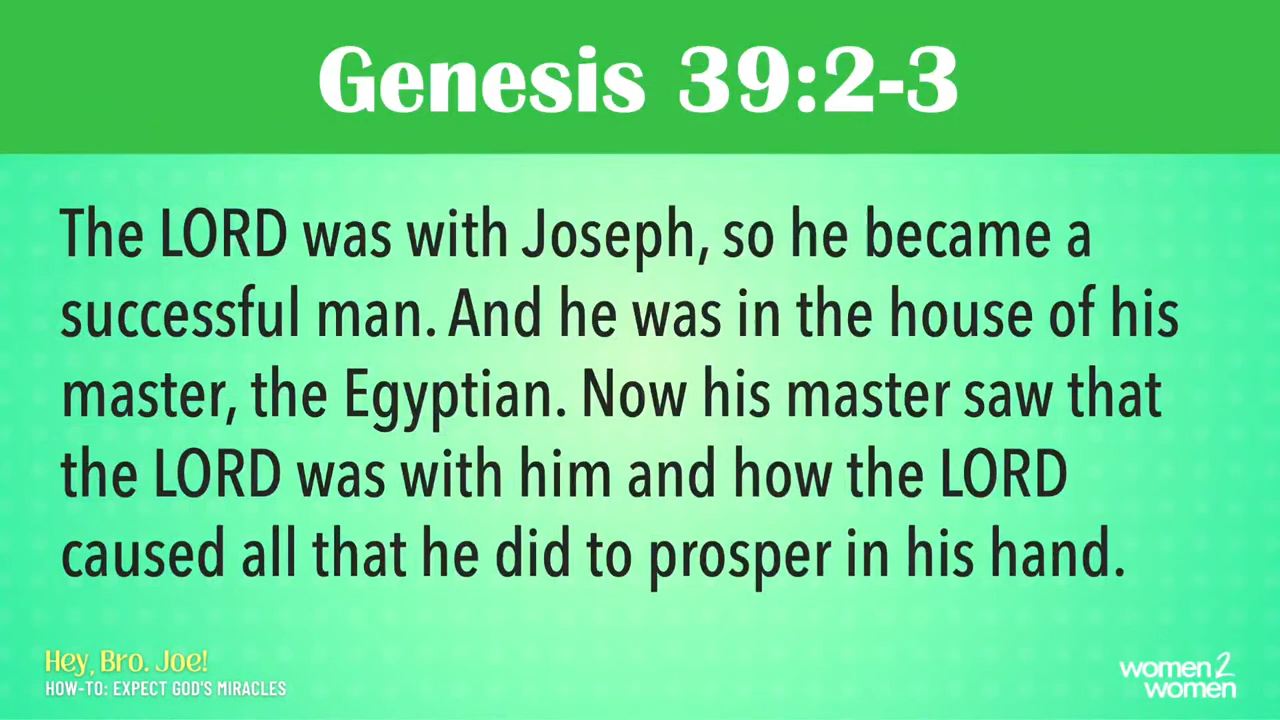 Genesis 39:2-3
The LORD was with Joseph, so he became a
successful man. And he was in the house of his
master, the Egyptian. Now his master saw that
the LORD was with him and how the LORD
caused all that he did to prosper in his hand.
Hey, Bro. Joe!
HOW-TO: EXPECT GOD'S MIRACLES
women 2
women